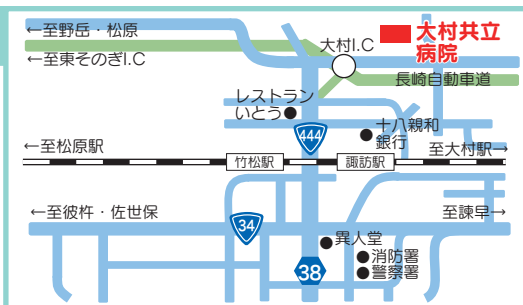 ←至野岳・松原
←至東そのぎI.C
大村I.C
大村共立
病院
長崎自動車道
レストラン
いとう
444
十八親和
銀行
←至松原駅
至大村駅→
竹松駅
諏訪駅
←至彼杵・佐世保
34
至諫早→
異人堂
消防署
警察署
38